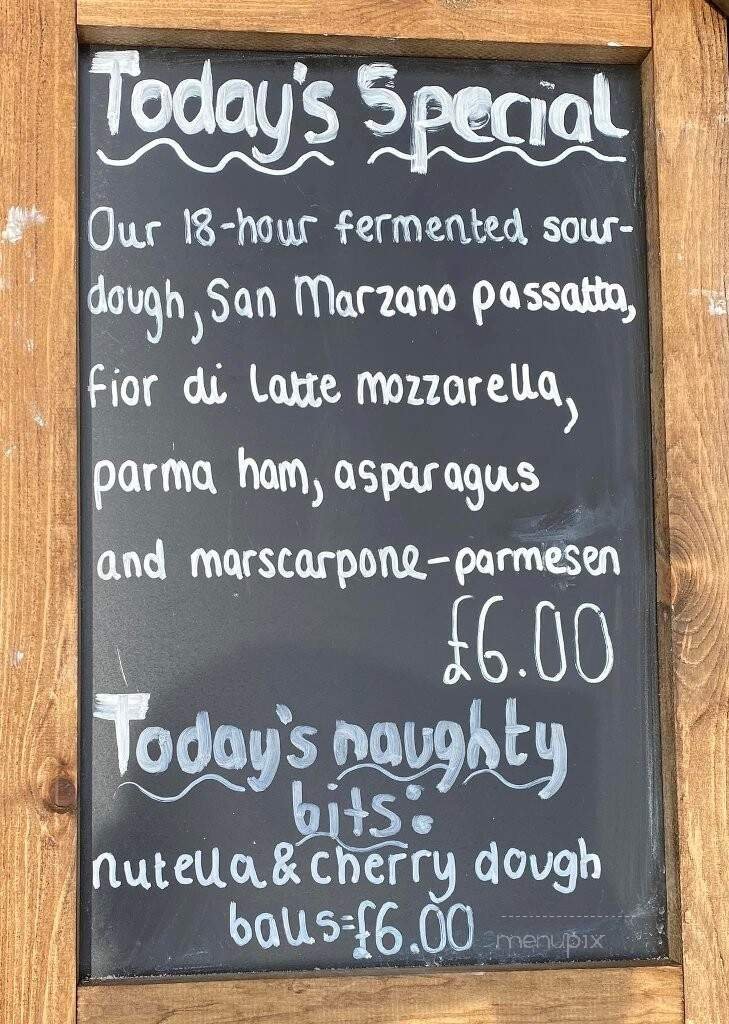 Today's Special
Our 18-hour fermented sour-
dough, San Marzano passatta,
fior di latte mozzarella,
parma ham, asparagus
and marscarpone-parmesen
£6.00
Today's naughty
bits:
nutella & cherry dough
balls=£6.00
menupix